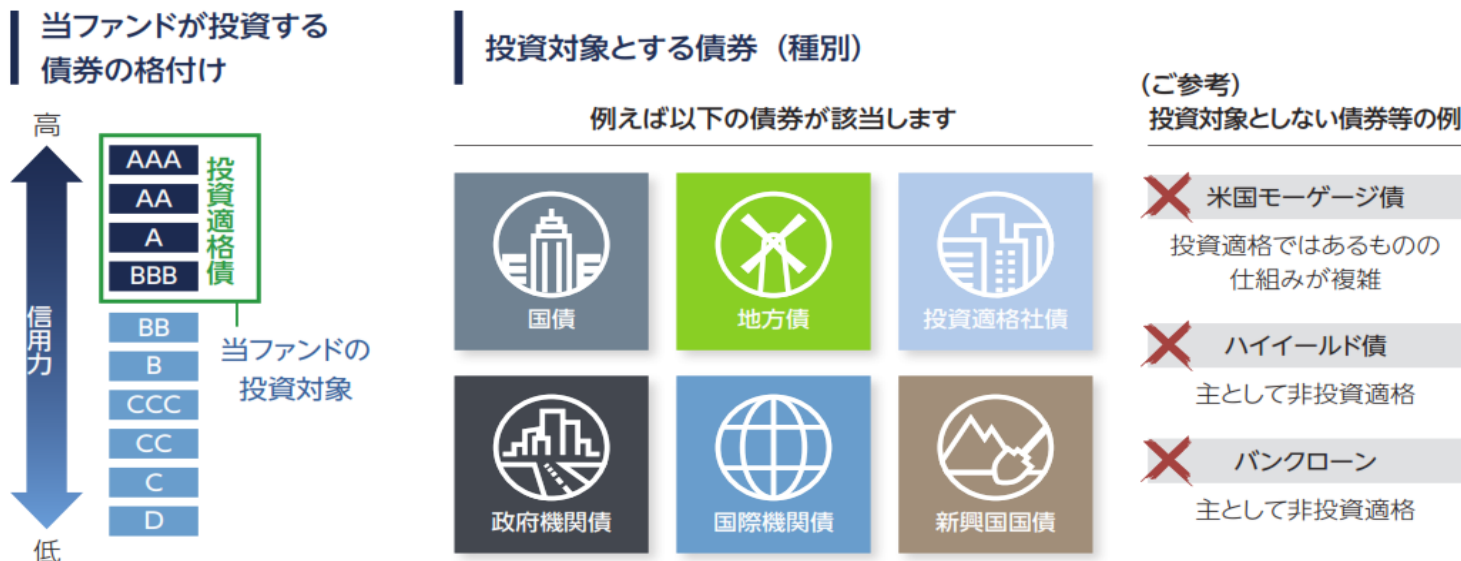 当ファンドが投資する
債券の格付け
高
AAA
AA
A
BBB
投資適格債
BB
B
CCC
CC
C
D
信用力
低
当ファンドの
投資対象
投資対象とする債券（種別）
例えば以下の債券が該当します
国債
地方債
投資適格社債
政府機関債
国際機関債
新興国国債
（ご参考）
投資対象としない債券等の例
米国モーゲージ債
投資適格ではあるものの
仕組みが複雑
ハイイールド債
主として非投資適格
バンクローン
主として非投資適格